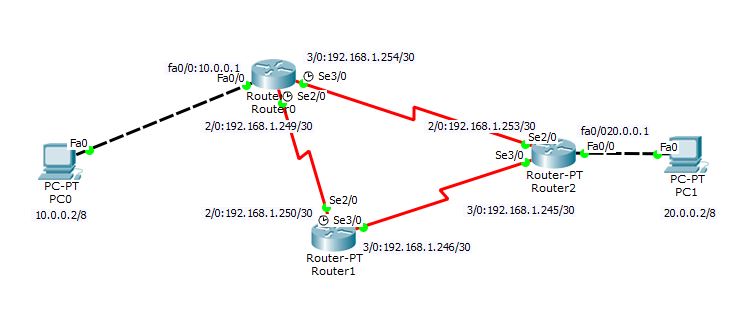 3/0:192.168.1.254/30
fa0/0:10.0.0.1
Fa0/0
Se3/0
Se2/0
Router0
2/0:192.168.1.249/30
2/0:192.168.1.253/30
fa0/020.0.0.1
Se2/0
Fa0/0
Se3/0
Fa0
Fa0
Router-PT
Router2
PC-PT
PC0
10.0.0.2/8
PC-PT
PC1
20.0.0.2/8
Se2/0
2/0:192.168.1.250/30
Se3/0
3/0:192.168.1.245/30
3/0:192.168.1.246/30
Router-PT
Router1